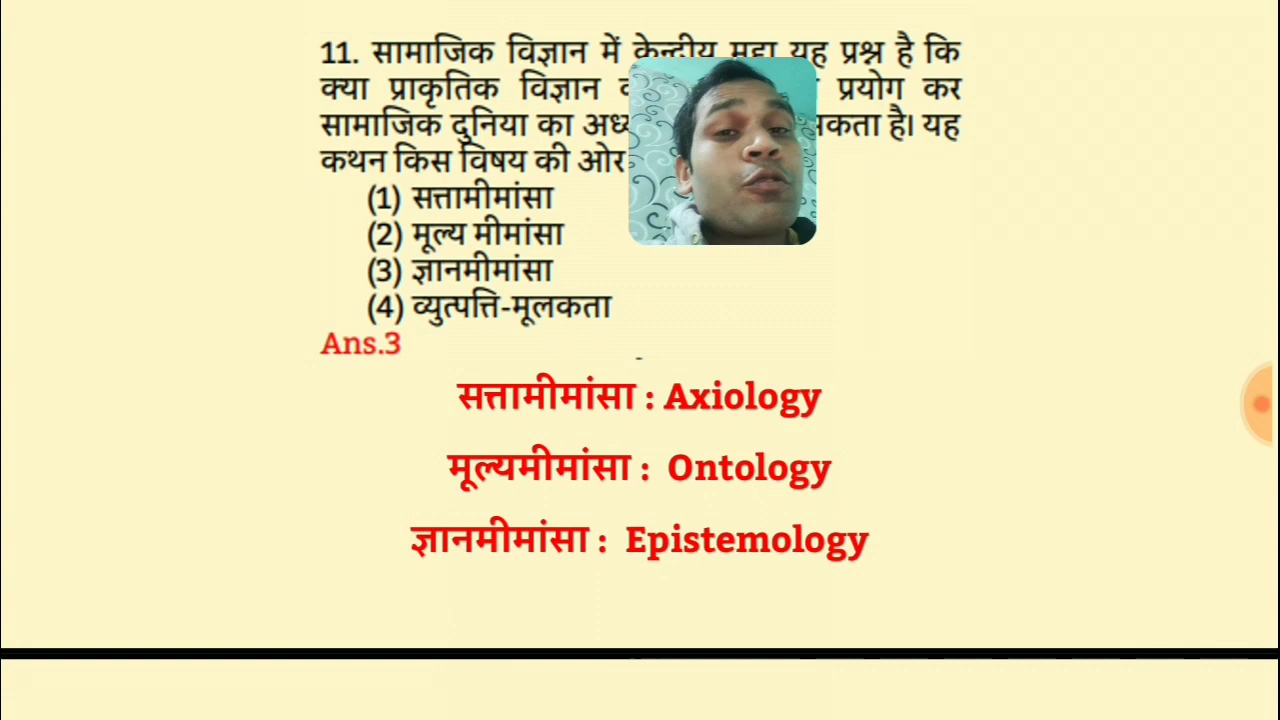 11. सामाजिक विज्ञान में केन्द्रीय मुद्दा यह प्रश्न है कि
क्या प्राकृतिक विज्ञान प्रयोग कर
सामाजिक दुनिया का सकता है। यह
कथन किस विषय की ओर
(1) सत्तामीमांसा
(2) मूल्य मीमांसा
(3) ज्ञानमीमांसा
(4) व्युत्पत्ति-मूलकता
Ans.3
सत्तामीमांसा : Axiology
मूल्यमीमांसा : Ontology
ज्ञानमीमांसा : Epistemology